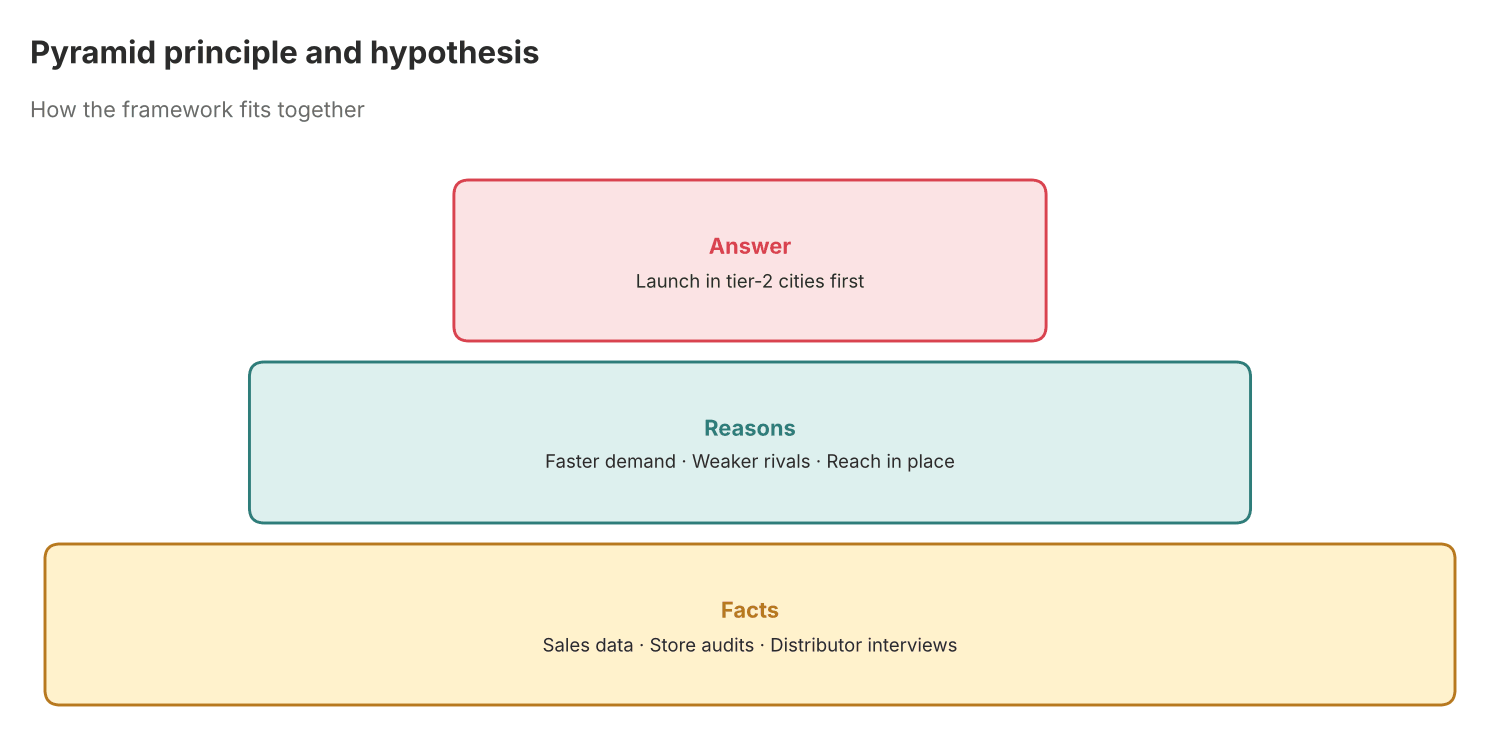 Pyramid principle and hypothesis
How the framework fits together
Answer
Launch in tier-2 cities first
Reasons
Faster demand · Weaker rivals · Reach in place
Facts
Sales data · Store audits · Distributor interviews